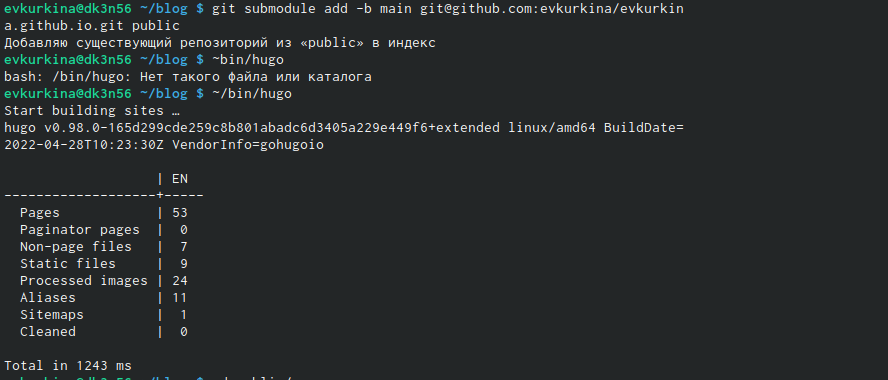 evkurkina@dk3n56 ~/blog $ git submodule add -b main git@github.com:evkurkina/evkurkin
a.github.io.git public
Добавляю существующий репозиторий из «public» в индекс
evkurkina@dk3n56 ~/blog $ ~bin/hugo
bash: /bin/hugo: Нет такого файла или каталога
evkurkina@dk3n56 ~/blog $ ~/bin/hugo
Start building sites …
hugo v0.98.0-165d299cde259c8b801abadc6d3405a229e449f6+extended linux/amd64 BuildDate=
2022-04-28T10:23:30Z VendorInfo=gohugoio
| EN
-------------------+-----
Pages | 53
Paginator pages | 0
Non-page files | 7
Static files | 9
Processed images | 24
Aliases | 11
Sitemaps | 1
Cleaned | 0
Total in 1243 ms